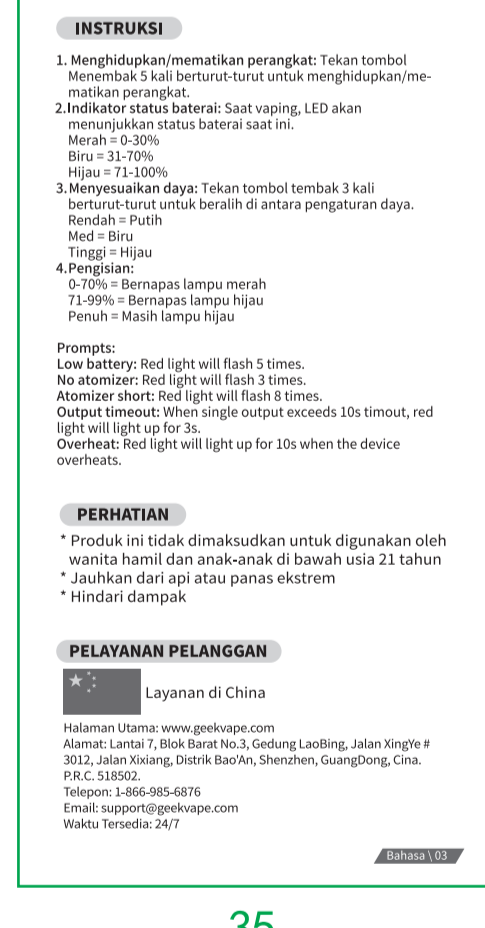 INSTRUKSI
1. Menghidupkan/mematikan perangkat: Tekan tombol
Menembak 5 kali berturut-turut untuk menghidupkan/me-
matikan perangkat.
2.Indikator status baterai: Saat vaping, LED akan
menunjukkan status baterai saat ini.
Merah = 0-30%
Biru = 31-70%
Hijau = 71-100%
3.Menyesuaikan daya: Tekan tombol tembak 3 kali
berturut-turut untuk beralih di antara pengaturan daya.
Rendah = Putih
Med = Biru
Tinggi = Hijau
4.Pengisian:
0-70% = Bernapas lampu merah
71-99% = Bernapas lampu hijau
Penuh = Masih lampu hijau
Prompts:
Low battery: Red light will flash 5 times.
No atomizer: Red light will flash 3 times.
Atomizer short: Red light will flash 8 times.
Output timeout: When single output exceeds 10s timout, red
light will light up for 3s.
Overheat: Red light will light up for 10s when the device
overheats.
PERHATIAN
* Produk ini tidak dimaksudkan untuk digunakan oleh
wanita hamil dan anak-anak di bawah usia 21 tahun
* Jauhkan dari api atau panas ekstrem
* Hindari dampak
PELAYANAN PELANGGAN
Layanan di China
Halaman Utama: www.geekvape.com
Alamat: Lantai 7, Blok Barat No.3, Gedung LaoBing, Jalan XingYe #
3012, Jalan Xixiang, Distrik Bao'An, Shenzhen, GuangDong, Cina.
P.R.C. 518502.
Telepon: 1-866-985-6876
Email: support@geekvape.com
Waktu Tersedia: 24/7
Bahasa \ 03
35